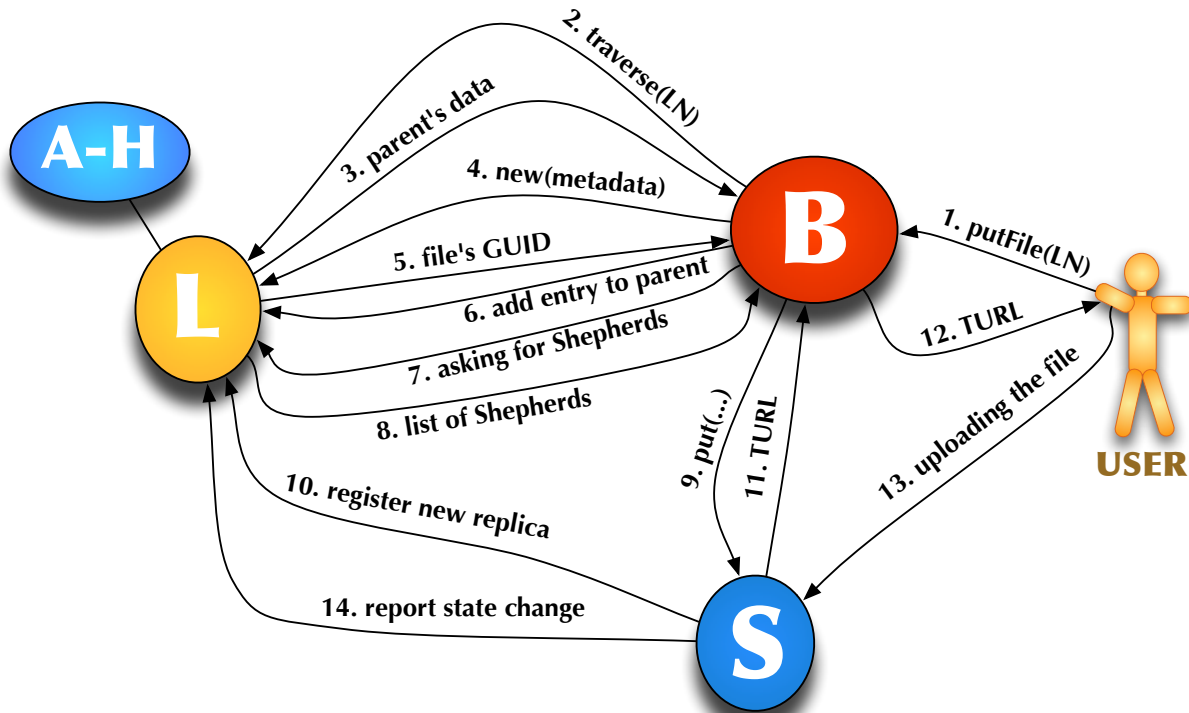 2. traverse(LN)
3. parent's data
A-H
4. new(metadata)
B
1. putFile(LN)
5. file's GUID
L
6. add entry to parent
12. TURL
7. asking for Shepherds
8. list of Shepherds
9. put(...)
11. TURL
13. uploading the file
USER
10. register new replica
14. report state change
S